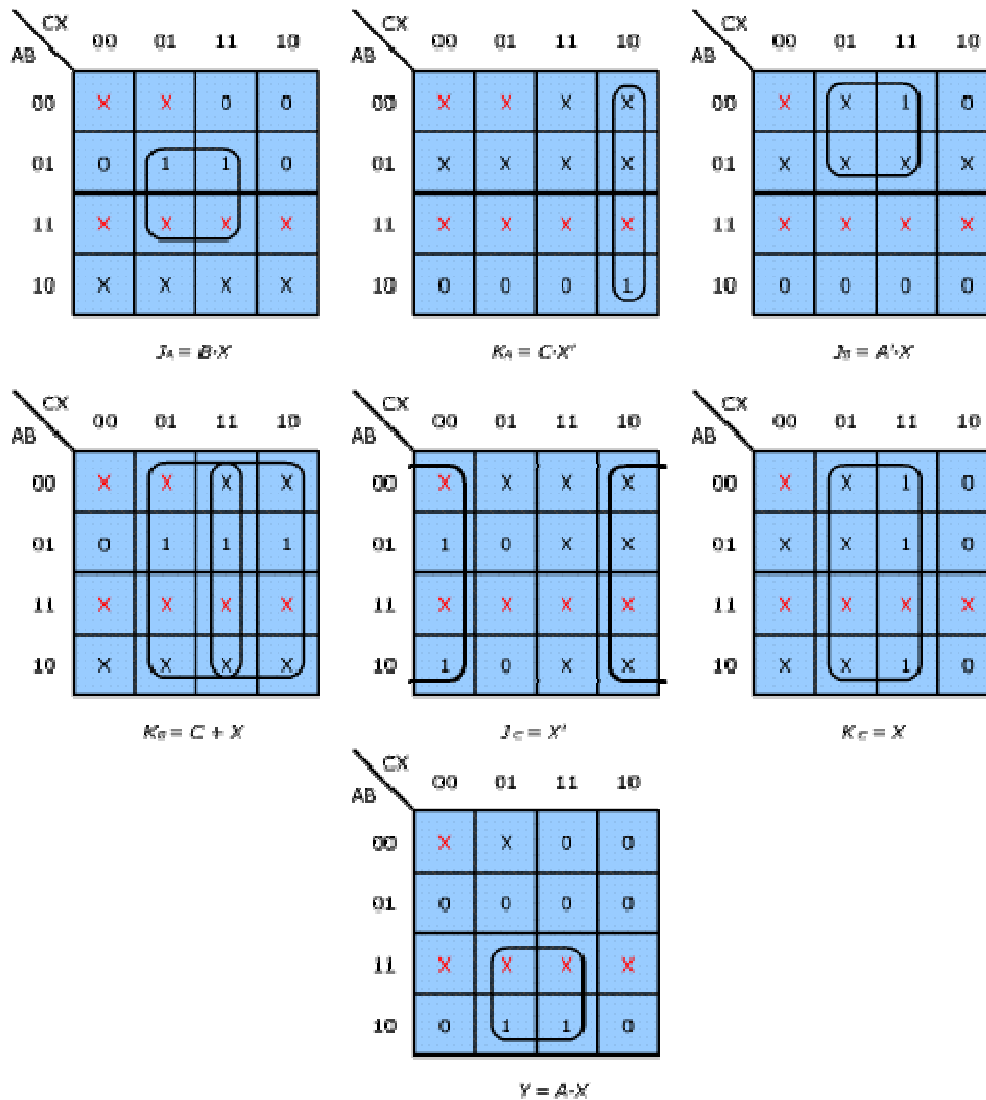 CX CX CX
AB 00 01 11 10 AB 00 01 11 10 AB 00 01 11 10
00 X X 0 0 00 X X X X 00 X X 1 0
01 0 1 1 0 01 X X X X 01 X X X X
11 X X X X 11 X X X X 11 X X X X
10 X X X X 10 0 0 0 1 10 0 0 0 0
JA = B·X KA = C·X' JB = A'·X
CX CX CX
AB 00 01 11 10 AB 00 01 11 10 AB 00 01 11 10
00 X X X X 00 X X X X 00 X X 1 0
01 0 1 1 1 01 1 0 X X 01 X X 1 0
11 X X X X 11 X X X X 11 X X X X
10 X X X X 10 1 0 X X 10 X X 1 0
KB = C + X JC = X' KC = X
CX
AB 00 01 11 10
00 X X 0 0
01 0 0 0 0
11 X X X X
10 0 1 1 0
Y = A·X